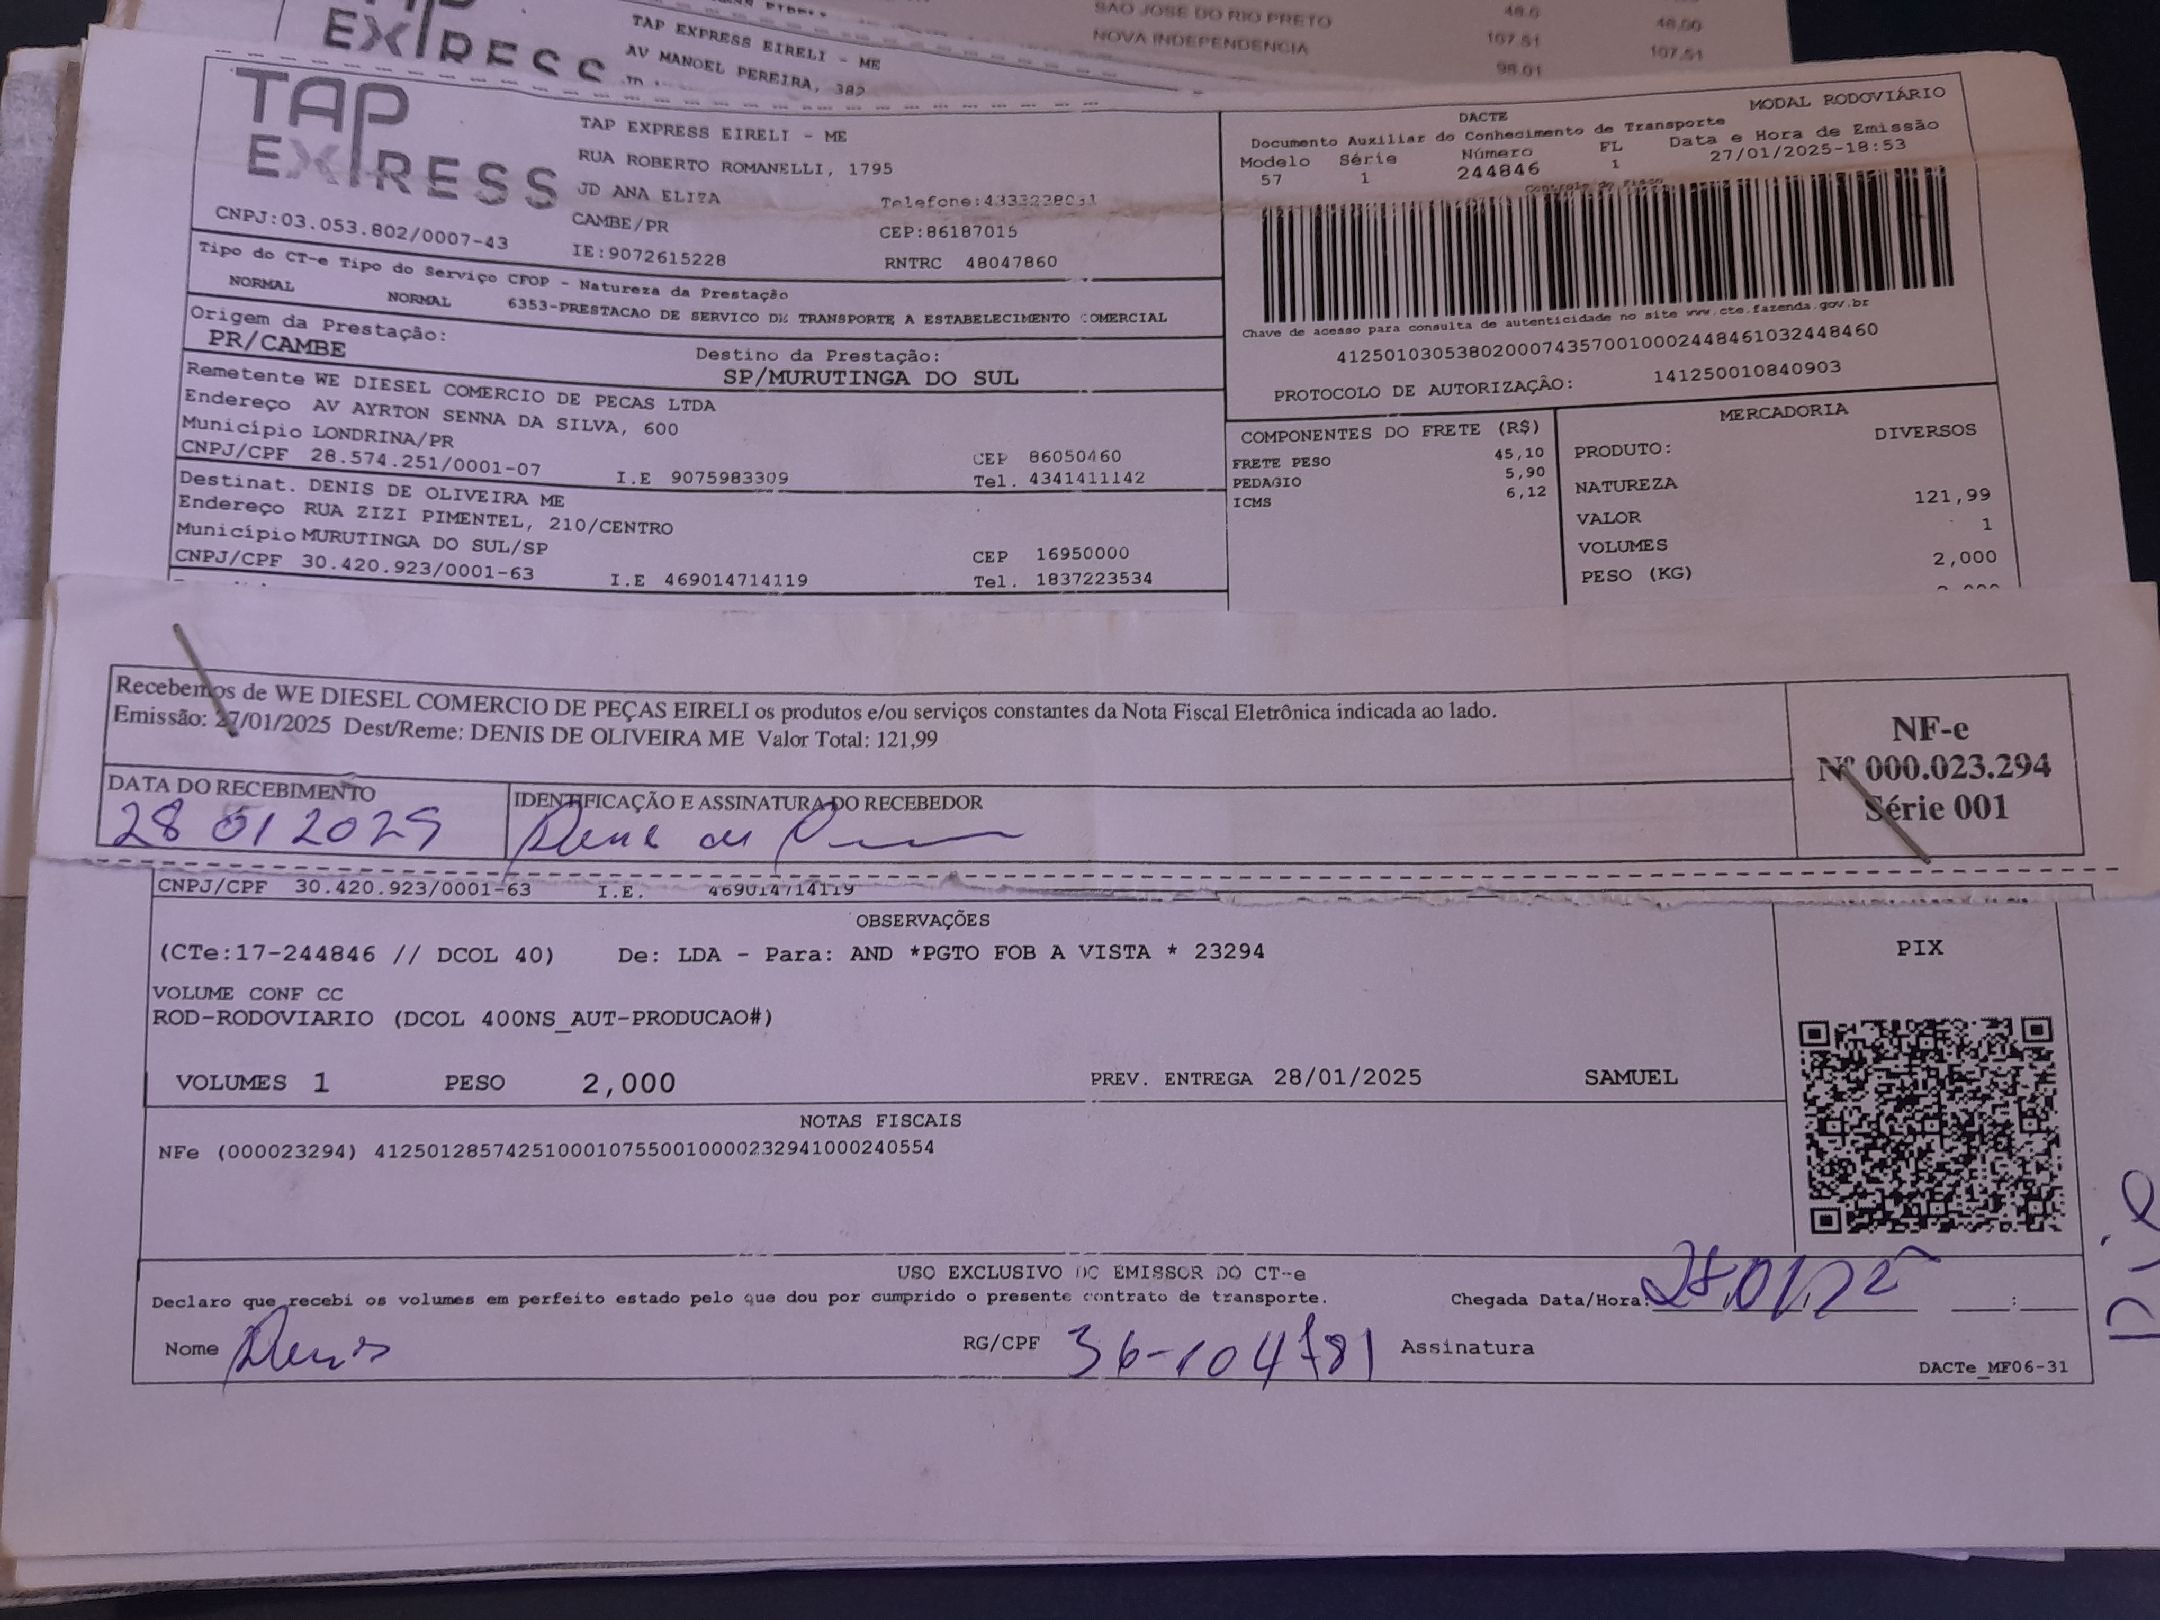 EXPRESS
TAP EXPRESS EIRELI - ME
AV MANOEL PEREIRA, 382
SAO JOSE DO RIO PRETO 48.6 48.60
NOVA INDEPENDENCIA 107.51 107.51
98.01
TAP EXPRESS
CNPJ:03.053.802/0007-43
TAP EXPRESS EIRELI - ME
RUA ROBERTO ROMANELLI, 1795
JD ANA ELIZA
CAMBE/PR CEP:86187015
IE:9072615228 RNTRC 48047860
DACTE MODAL RODOVIÁRIO
Documento Auxiliar do Conhecimento de Transporte
Modelo Série Número FL Data e Hora de Emissão
57 1 244846 1 27/01/2025-18:53
Controle do Fisco
Chave de acesso para consulta de autenticidade no site www.cte.fazenda.gov.br
41250103053802000743570010002448461032448460
PROTOCOLO DE AUTORIZAÇÃO: 141250010840903
Tipo do CT-e Tipo do Serviço CFOP - Natureza da Prestação
NORMAL NORMAL 6353-PRESTACAO DE SERVICO DE TRANSPORTE A ESTABELECIMENTO COMERCIAL
Origem da Prestação:
PR/CAMBE
Destino da Prestação:
SP/MURUTINGA DO SUL
Remetente WE DIESEL COMERCIO DE PECAS LTDA
Endereço AV AYRTON SENNA DA SILVA, 600
Município LONDRINA/PR CEP 86050460
CNPJ/CPF 28.574.251/0001-07 I.E 9075983309 Tel. 4341411142
Destinat. DENIS DE OLIVEIRA ME
Endereço RUA ZIZI PIMENTEL, 210/CENTRO
Município MURUTINGA DO SUL/SP CEP 16950000
CNPJ/CPF 30.420.923/0001-63 I.E 469014714119 Tel. 1837223534
COMPONENTES DO FRETE (R$)
FRETE PESO 45,10
PEDAGIO 5,90
ICMS 6,12
MERCADORIA
PRODUTO: DIVERSOS
NATUREZA
VALOR 121,99
VOLUMES 1
PESO (KG) 2,000
Recebemos de WE DIESEL COMERCIO DE PEÇAS EIRELI os produtos e/ou serviços constantes da Nota Fiscal Eletrônica indicada ao lado.
Emissão: 27/01/2025 Dest/Reme: DENIS DE OLIVEIRA ME Valor Total: 121,99
NF-e
Nº 000.023.294
Série 001
DATA DO RECEBIMENTO
28 01 2025
IDENTIFICAÇÃO E ASSINATURA DO RECEBEDOR
CNPJ/CPF 30.420.923/0001-63 I.E. 469014714119
OBSERVAÇÕES
(CTe:17-244846 // DCOL 40) De: LDA - Para: AND *PGTO FOB A VISTA * 23294
VOLUME CONF CC
ROD-RODOVIARIO (DCOL 400NS_AUT-PRODUCAO#)
PIX
VOLUMES 1 PESO 2,000 PREV. ENTREGA 28/01/2025 SAMUEL
NOTAS FISCAIS
NFe (000023294) 41250128574251000107550010000232941000240554
USO EXCLUSIVO DO EMISSOR DO CT-e
Declaro que recebi os volumes em perfeito estado pelo que dou por cumprido o presente contrato de transporte. Chegada Data/Hora: 28/01/25 :
Nome Denis RG/CPF 36-104781 Assinatura
DACTe_MF06-31